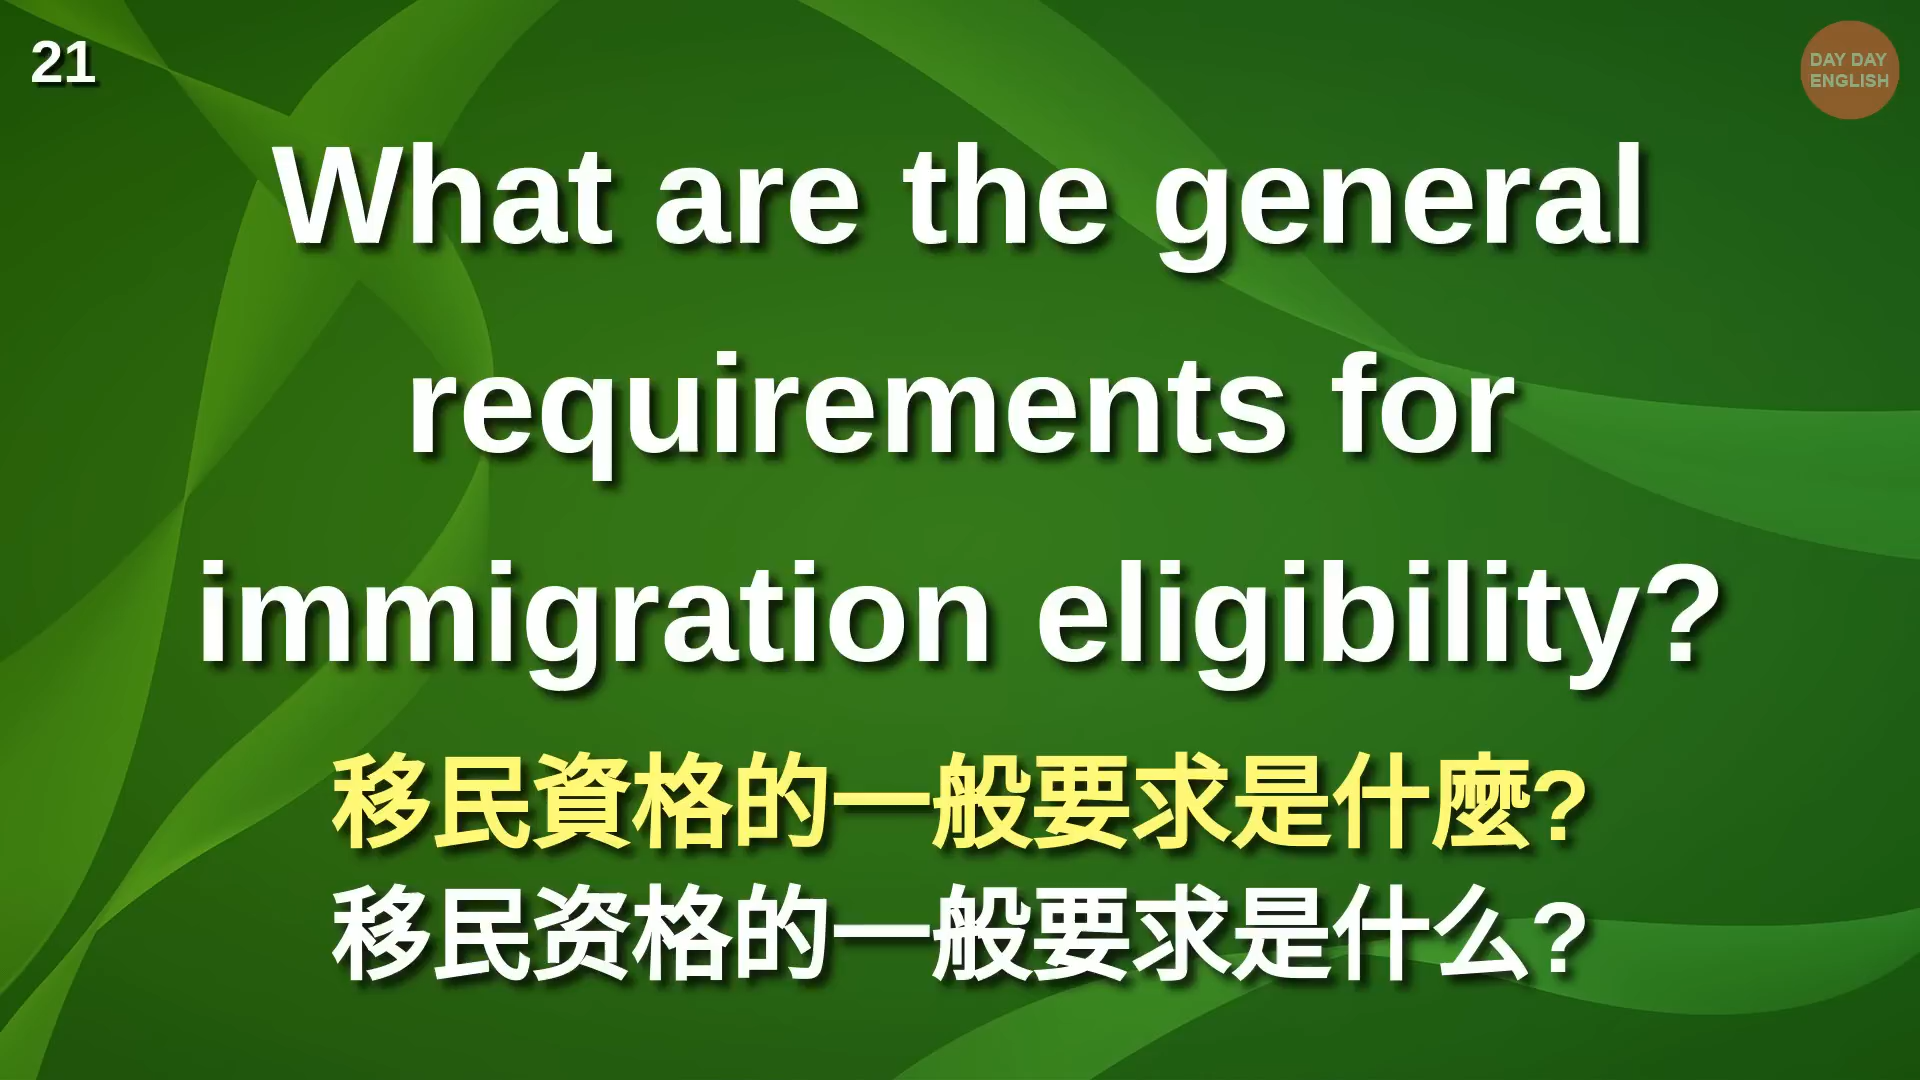 21
DAY DAY
ENGLISH
What are the general
requirements for
immigration eligibility?
移民資格的一般要求是什麼?
移民资格的一般要求是什么?